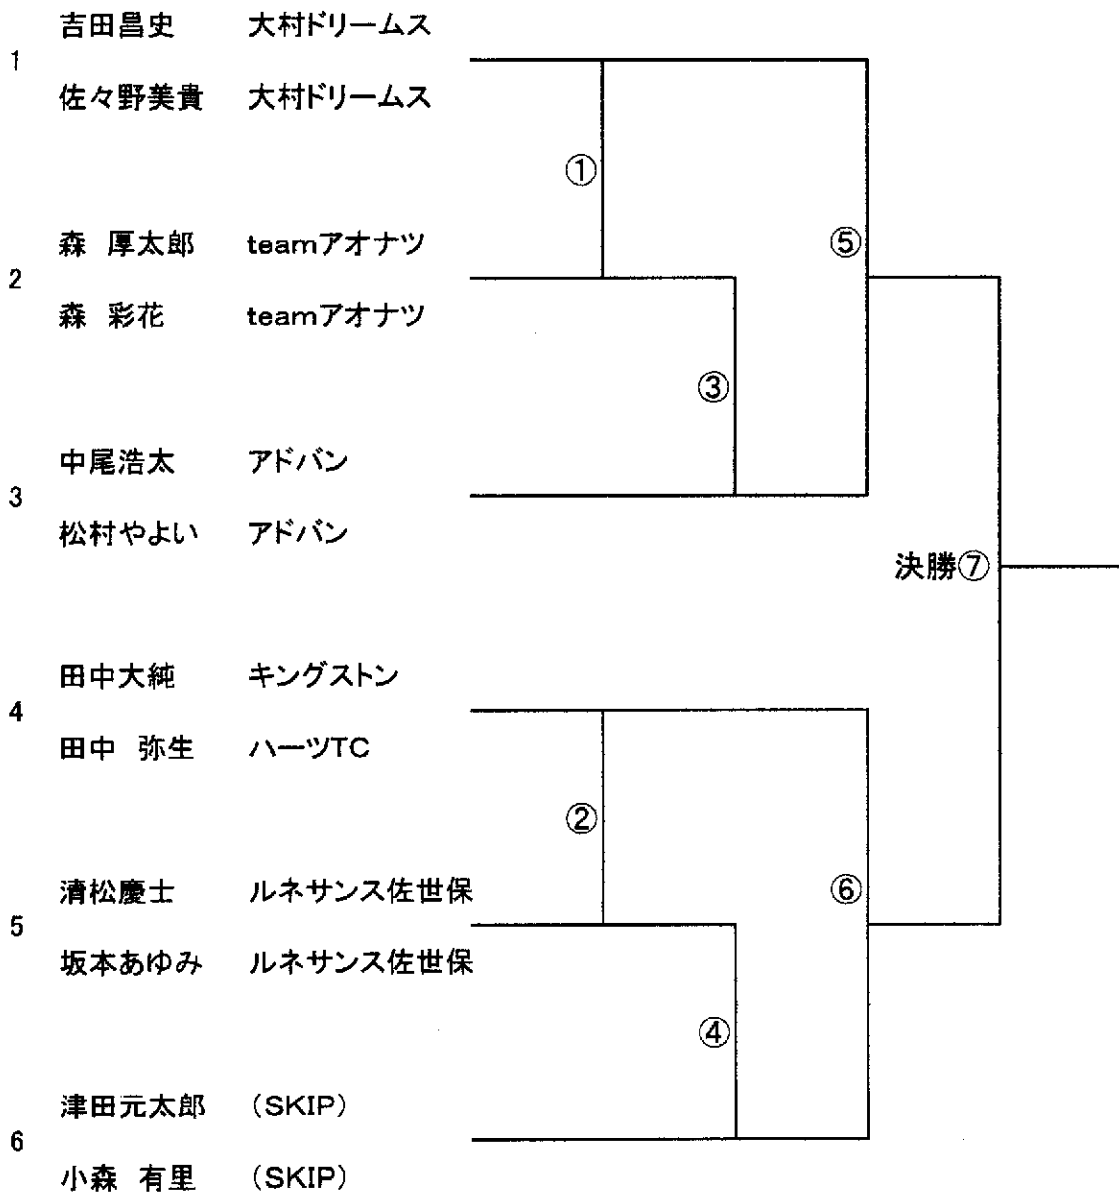 吉田昌史 大村ドリームス
1
佐々野美貴 大村ドリームス
①
森 厚太郎 teamアオナツ
⑤
2
森 彩花 teamアオナツ
③
中尾浩太 アドバン
3
松村やよい アドバン
決勝⑦
田中大純 キングストン
4
田中 弥生 ハーツTC
②
清松慶士 ルネサンス佐世保
⑥
5
坂本あゆみ ルネサンス佐世保
④
津田元太郎 (SKIP)
6
小森 有里 (SKIP)